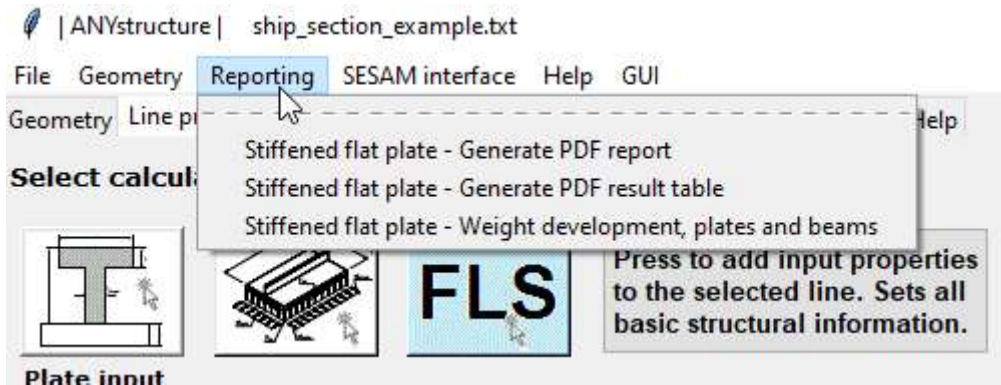 | ANYstructure |    ship_section_example.txt
File Geometry Reporting SESAM interface Help GUI
Geometry Line Help
Stiffened flat plate - Generate PDF report
Stiffened flat plate - Generate PDF result table
Stiffened flat plate - Weight development, plates and beams
Select
FLS
Press to add input properties
to the selected line. Sets all
basic structural information.
Plate input